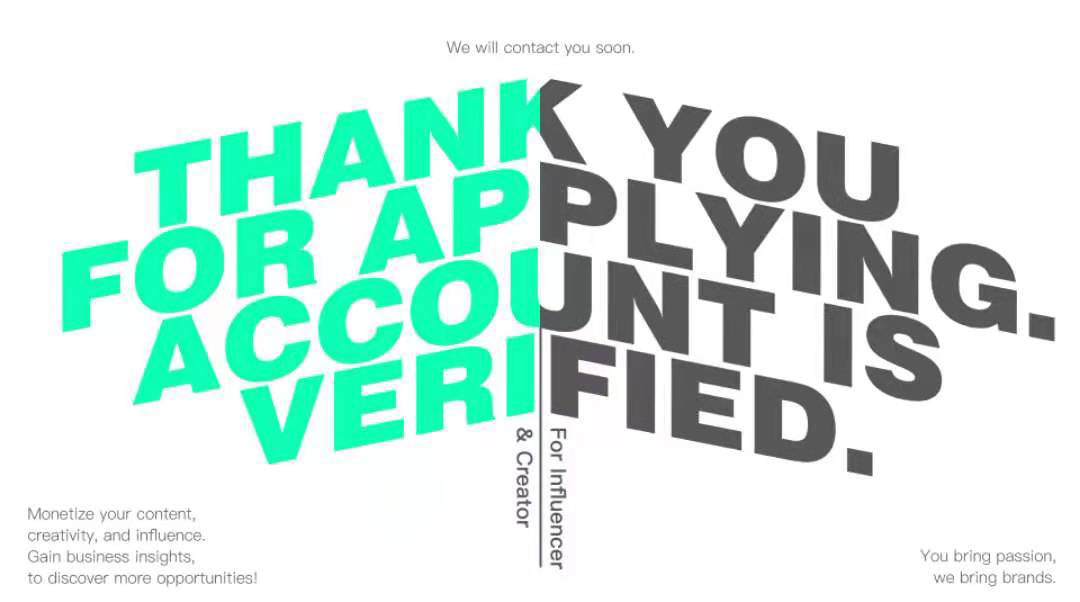 We will contact you soon.
THANK YOU
FOR APPLYING.
ACCOUNT IS
VERIFIED.
For Influencer
& Creator
Monetize your content,
creativity, and influence.
Gain business insights,
to discover more opportunities!
You bring passion,
we bring brands.